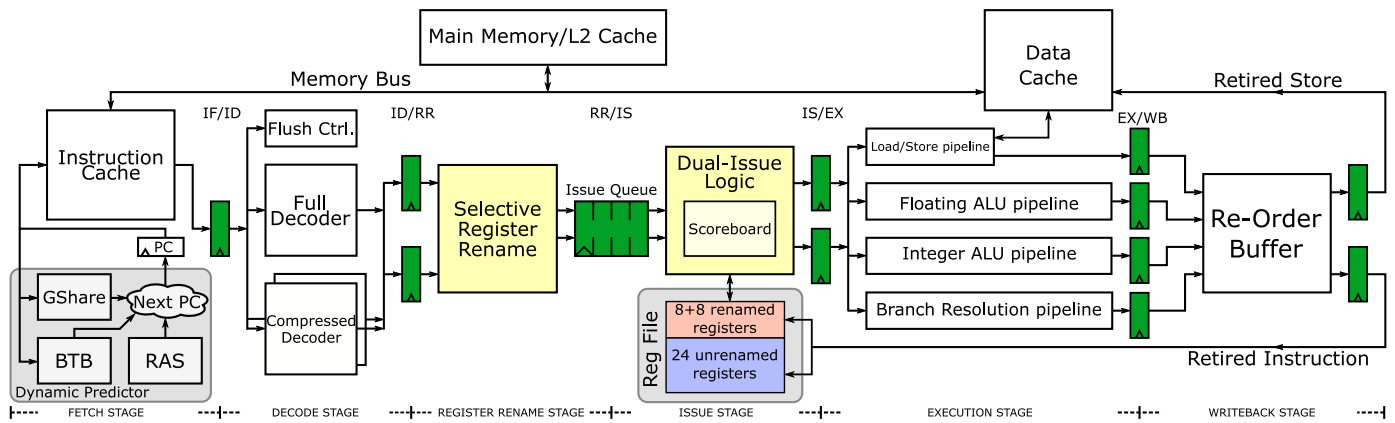 Main Memory/L2 Cache
Data
Cache
Memory Bus
Retired Store
IF/ID
ID/RR
RR/IS
IS/EX
EX/WB
Instruction
Cache
Flush Ctrl.
Full
Decoder
Compressed
Decoder
Selective
Register
Rename
Issue Queue
Dual-Issue
Logic
Scoreboard
Load/Store pipeline
Floating ALU pipeline
Integer ALU pipeline
Branch Resolution pipeline
Re-Order
Buffer
PC
GShare
Next PC
BTB
RAS
Dynamic Predictor
Reg File
8+8 renamed
registers
24 unrenamed
registers
Retired Instruction
FETCH STAGE
DECODE STAGE
REGISTER RENAME STAGE
ISSUE STAGE
EXECUTION STAGE
WRITEBACK STAGE